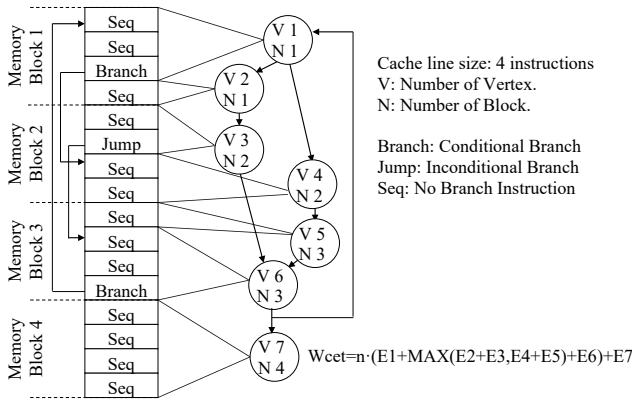 Memory
Block 1
Memory
Block 2
Memory
Block 3
Memory
Block 4
Seq
Seq
Branch
Seq
Jump
Seq
Seq
Seq
Seq
Seq
Branch
Seq
Seq
Seq
Seq
V 1
N 1
V 2
N 1
V 3
N 2
V 4
N 2
V 5
N 3
V 6
N 3
V 7
N 4
Cache line size: 4 instructions
V: Number of Vertex.
N: Number of Block.
Branch: Conditional Branch
Jump: Inconditional Branch
Seq: No Branch Instruction
Wcet=n·(E1+MAX(E2+E3,E4+E5)+E6)+E7